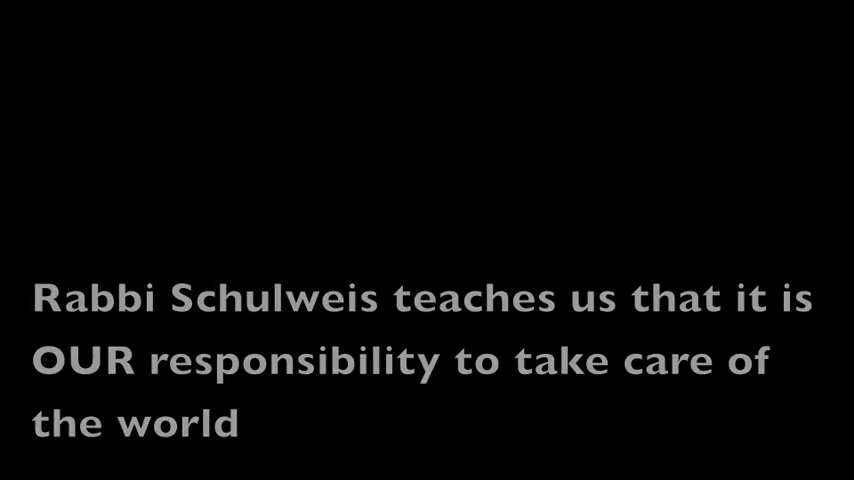 Rabbi Schulweis teaches us that it is
OUR responsibility to take care of
the world